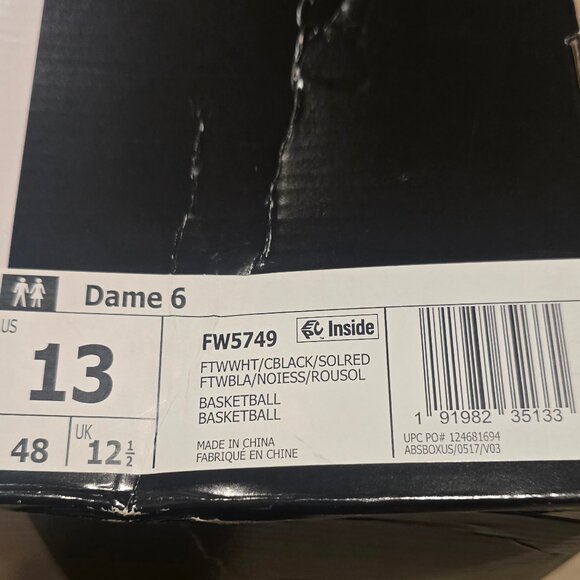 Dame 6
US
13
48
UK
12 ½
FW5749
EC Inside
FTWWHT/CBLACK/SOLRED
FTWBLA/NOIESS/ROUSOL
BASKETBALL
BASKETBALL
MADE IN CHINA
FABRIQUÉ EN CHINE
1 91982 35133
UPC PO# 124681694
ABSBOXUS/0517/V03